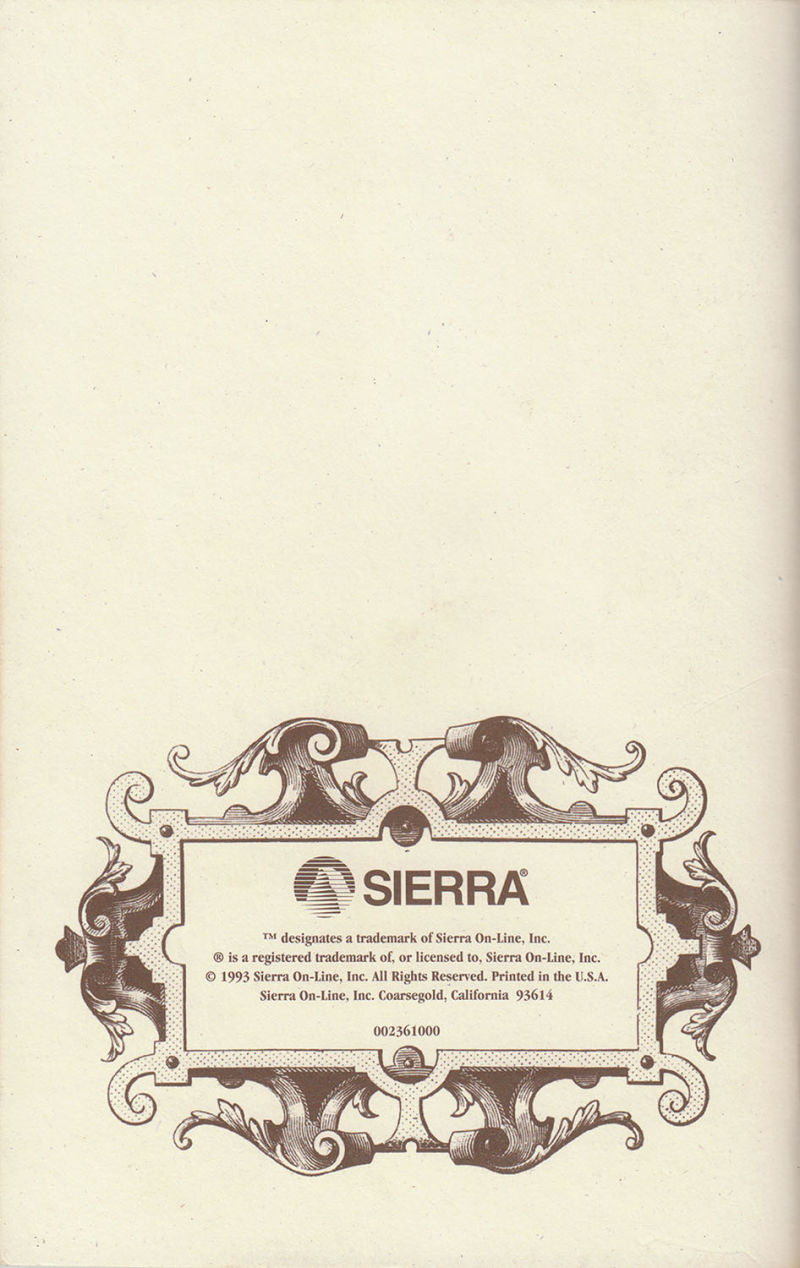 SIERRA®
™ designates a trademark of Sierra On-Line, Inc.
® is a registered trademark of, or licensed to, Sierra On-Line, Inc.
© 1993 Sierra On-Line, Inc. All Rights Reserved. Printed in the U.S.A.
Sierra On-Line, Inc. Coarsegold, California 93614
002361000